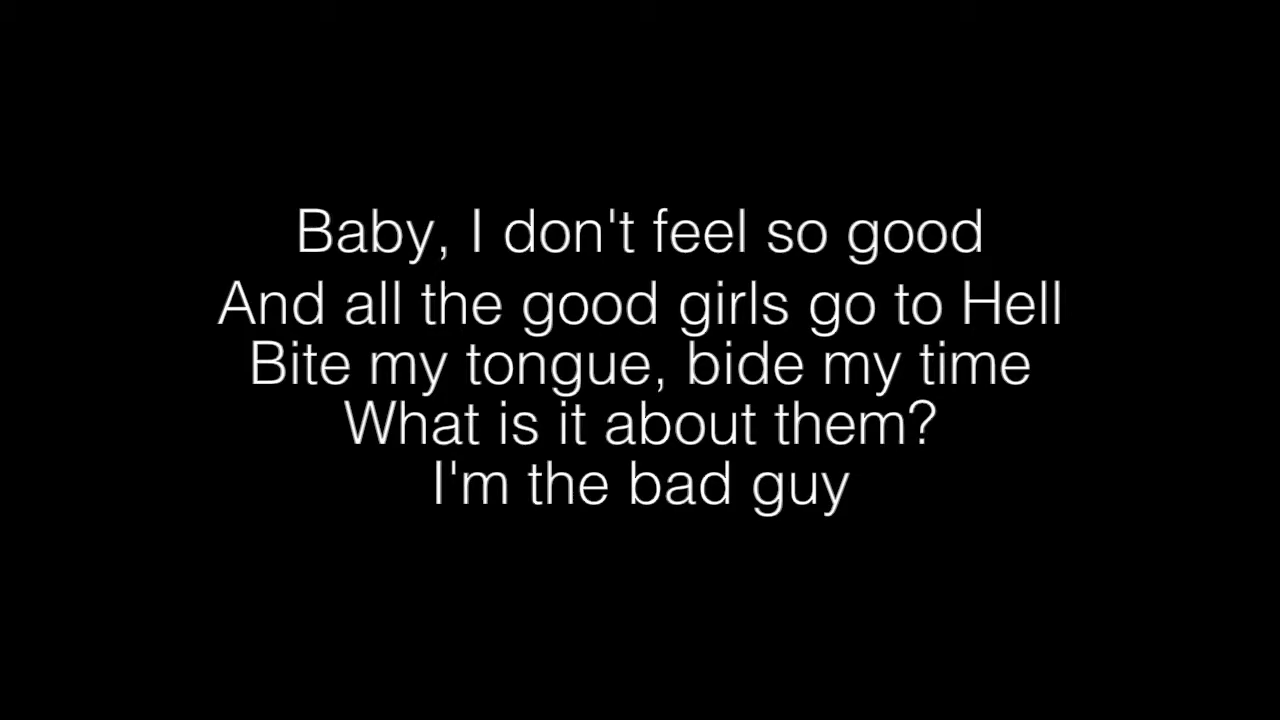 Baby, I don't feel so good
And all the good girls go to Hell
Bite my tongue, bide my time
What is it about them?
I'm the bad guy